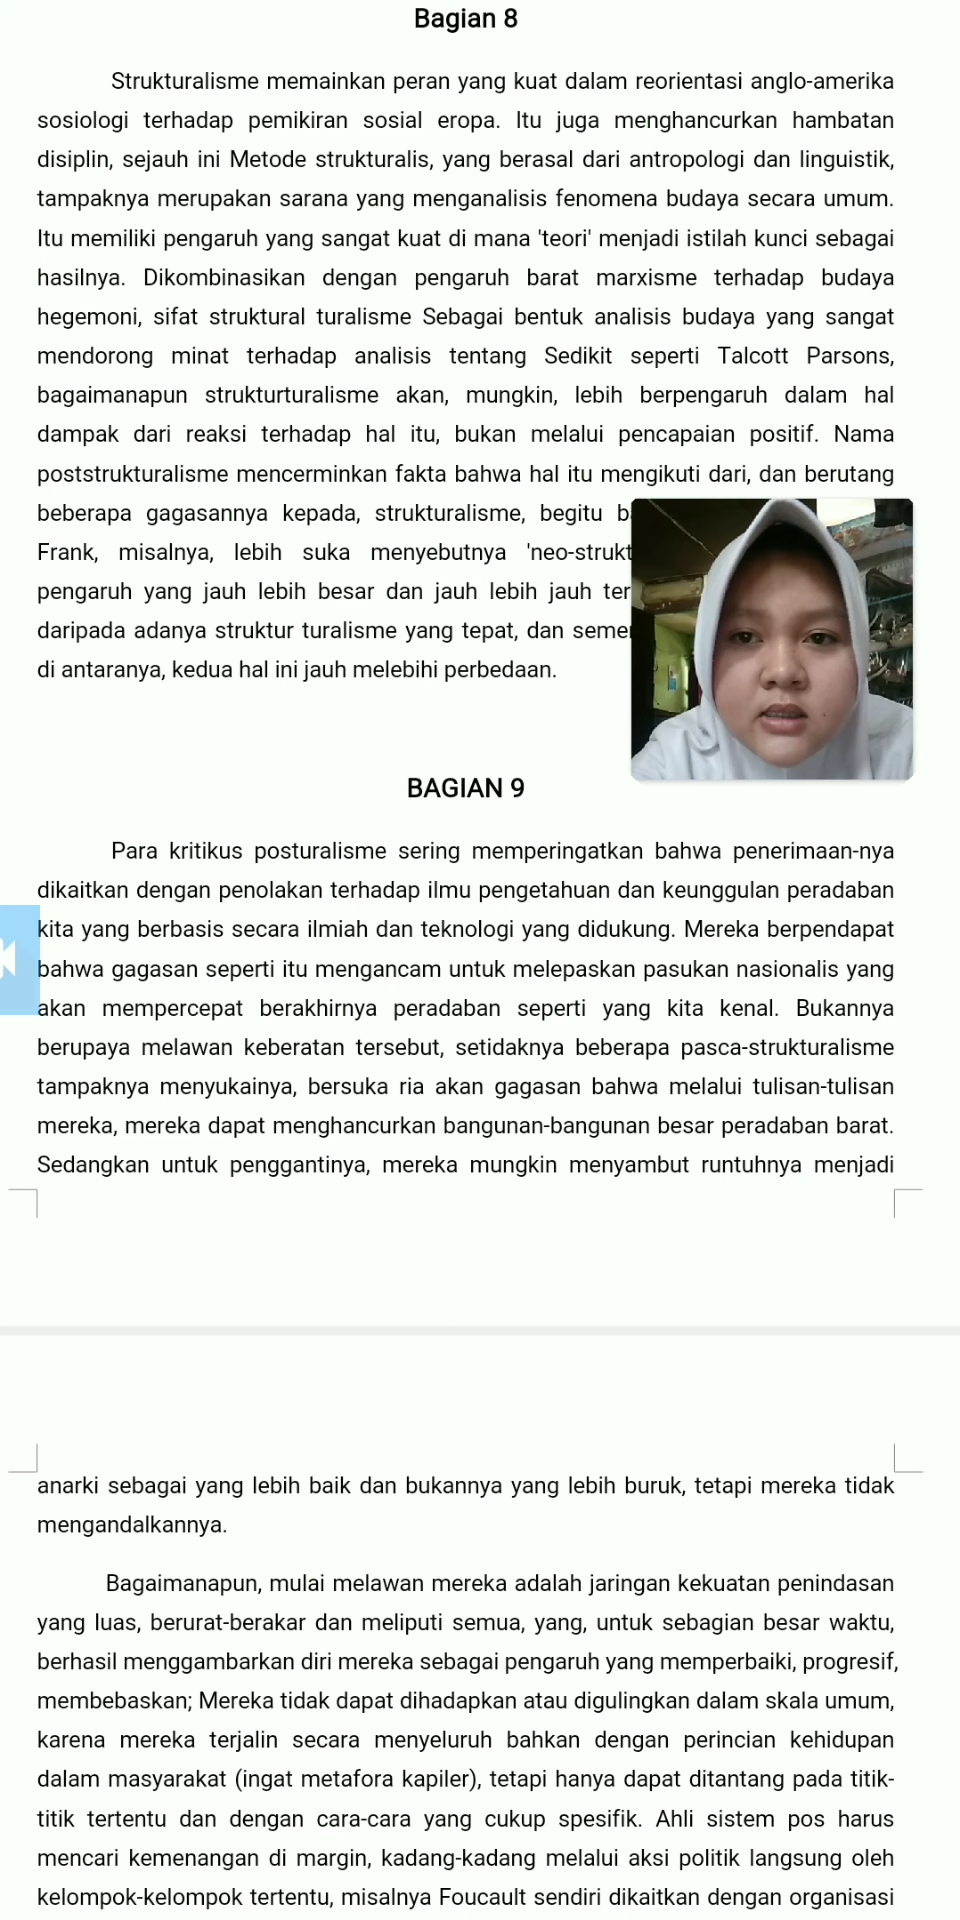 Bagian 8
Strukturalisme memainkan peran yang kuat dalam reorientasi anglo-amerika
sosiologi terhadap pemikiran sosial eropa. Itu juga menghancurkan hambatan
disiplin, sejauh ini Metode strukturalis, yang berasal dari antropologi dan linguistik,
tampaknya merupakan sarana yang menganalisis fenomena budaya secara umum.
Itu memiliki pengaruh yang sangat kuat di mana 'teori' menjadi istilah kunci sebagai
hasilnya. Dikombinasikan dengan pengaruh barat marxisme terhadap budaya
hegemoni, sifat struktural turalisme Sebagai bentuk analisis budaya yang sangat
mendorong minat terhadap analisis tentang Sedikit seperti Talcott Parsons,
bagaimanapun strukturturalisme akan, mungkin, lebih berpengaruh dalam hal
dampak dari reaksi terhadap hal itu, bukan melalui pencapaian positif. Nama
poststrukturalisme mencerminkan fakta bahwa hal itu mengikuti dari, dan berutang
beberapa gagasannya kepada, strukturalisme, begitu
Frank, misalnya, lebih suka menyebutnya 'neo-strukt
pengaruh yang jauh lebih besar dan jauh lebih jauh ter
daripada adanya struktur turalisme yang tepat, dan semen
di antaranya, kedua hal ini jauh melebihi perbedaan.
BAGIAN 9
Para kritikus posturalisme sering memperingatkan bahwa penerimaan-nya
dikaitkan dengan penolakan terhadap ilmu pengetahuan dan keunggulan peradaban
kita yang berbasis secara ilmiah dan teknologi yang didukung. Mereka berpendapat
bahwa gagasan seperti itu mengancam untuk melepaskan pasukan nasionalis yang
akan mempercepat berakhirnya peradaban seperti yang kita kenal. Bukannya
berupaya melawan keberatan tersebut, setidaknya beberapa pasca-strukturalisme
tampaknya menyukainya, bersuka ria akan gagasan bahwa melalui tulisan-tulisan
mereka, mereka dapat menghancurkan bangunan-bangunan besar peradaban barat.
Sedangkan untuk penggantinya, mereka mungkin menyambut runtuhnya menjadi
anarki sebagai yang lebih baik dan bukannya yang lebih buruk, tetapi mereka tidak
mengandalkannya.
Bagaimanapun, mulai melawan mereka adalah jaringan kekuatan penindasan
yang luas, berurat-berakar dan meliputi semua, yang, untuk sebagian besar waktu,
berhasil menggambarkan diri mereka sebagai pengaruh yang memperbaiki, progresif,
membebaskan; Mereka tidak dapat dihadapkan atau digulingkan dalam skala umum,
karena mereka terjalin secara menyeluruh bahkan dengan perincian kehidupan
dalam masyarakat (ingat metafora kapiler), tetapi hanya dapat ditantang pada titik-
titik tertentu dan dengan cara-cara yang cukup spesifik. Ahli sistem pos harus
mencari kemenangan di margin, kadang-kadang melalui aksi politik langsung oleh
kelompok-kelompok tertentu, misalnya Foucault sendiri dikaitkan dengan organisasi